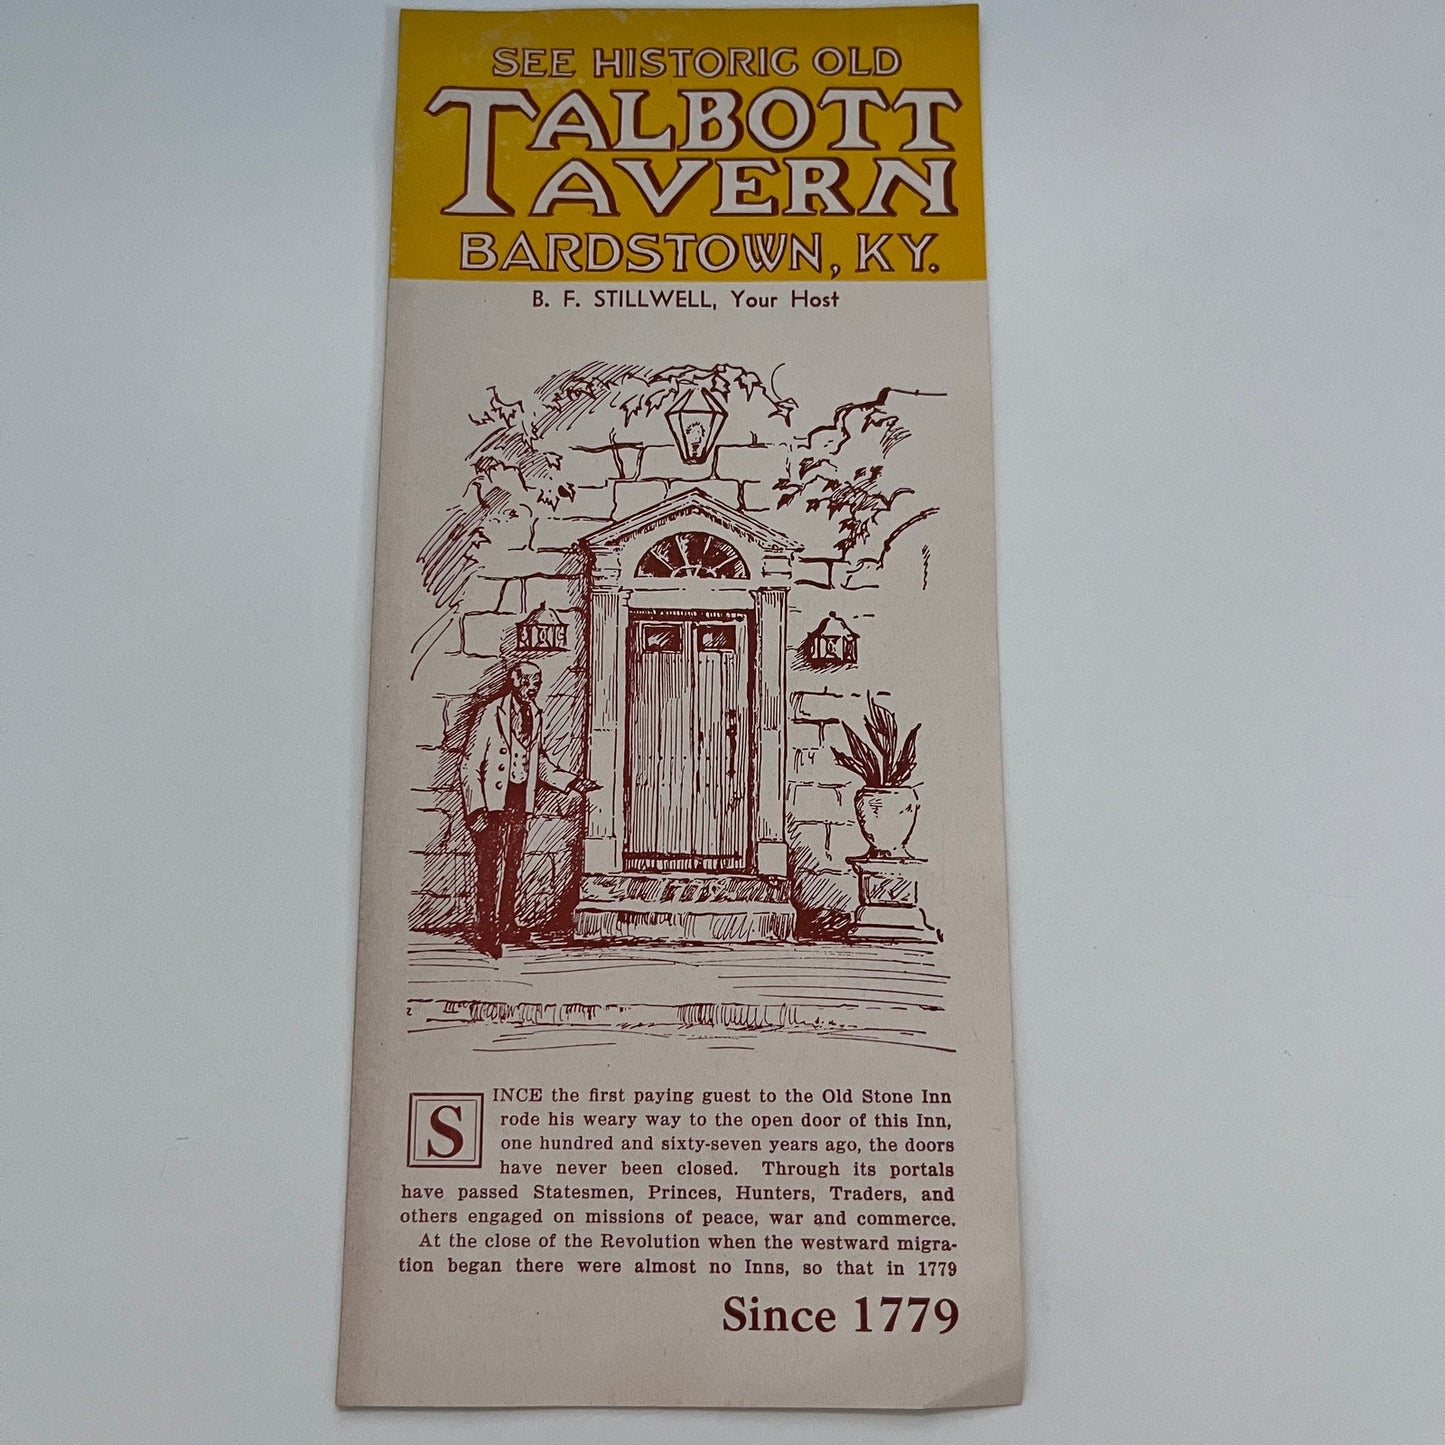 SEE HISTORIC OLD
TALBOTT
TAVERN
BARDSTOWN, KY.
B. F. STILLWELL, Your Host
SINCE the first paying guest to the Old Stone Inn
rode his weary way to the open door of this Inn,
one hundred and sixty-seven years ago, the doors
have never been closed. Through its portals
have passed Statesmen, Princes, Hunters, Traders, and
others engaged on missions of peace, war and commerce.
At the close of the Revolution when the westward migra-
tion began there were almost no Inns, so that in 1779
Since 1779